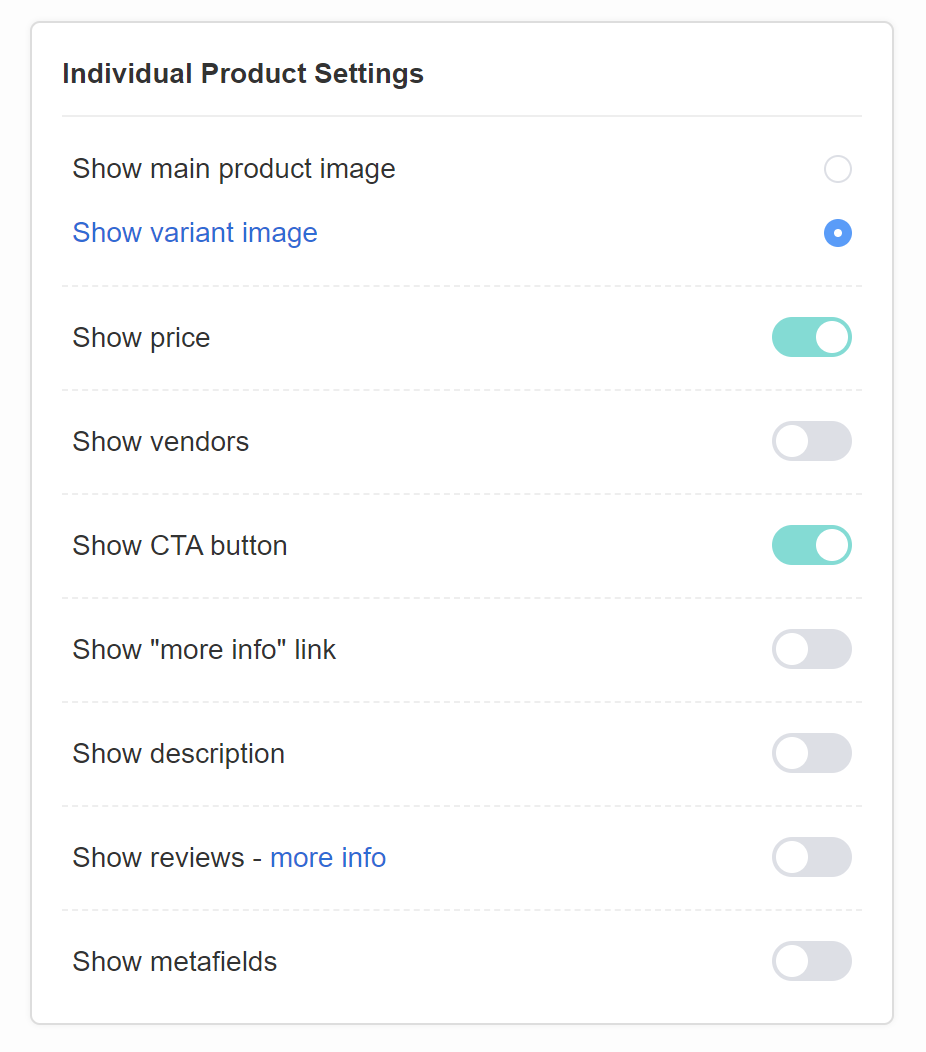 Individual Product Settings
Show main product image
Show variant image
Show price
Show vendors
Show CTA button
Show "more info" link
Show description
Show reviews - more info
Show metafields